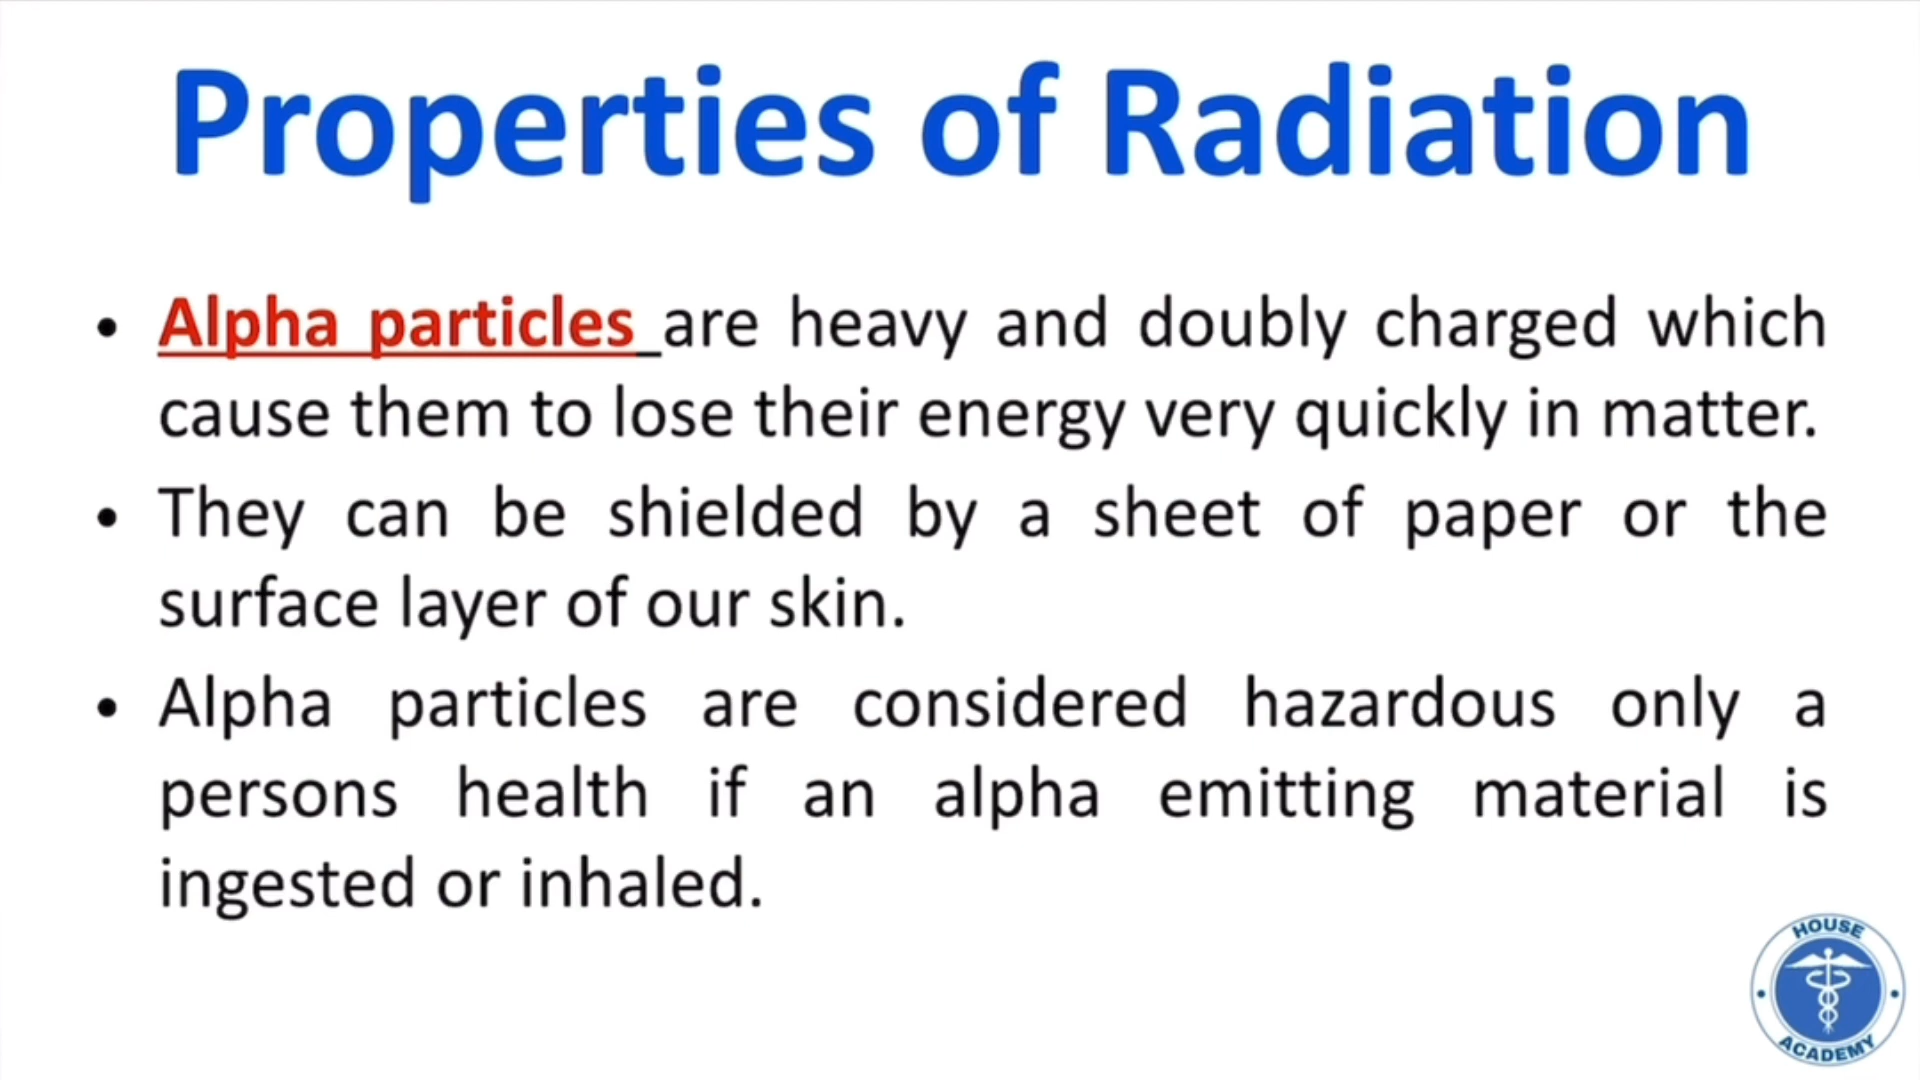 Properties of Radiation
• Alpha particles are heavy and doubly charged which
cause them to lose their energy very quickly in matter.
• They can be shielded by a sheet of paper or the
surface layer of our skin.
• Alpha particles are considered hazardous only a
persons health if an alpha emitting material is
ingested or inhaled.
HOUSE
ACADEMY